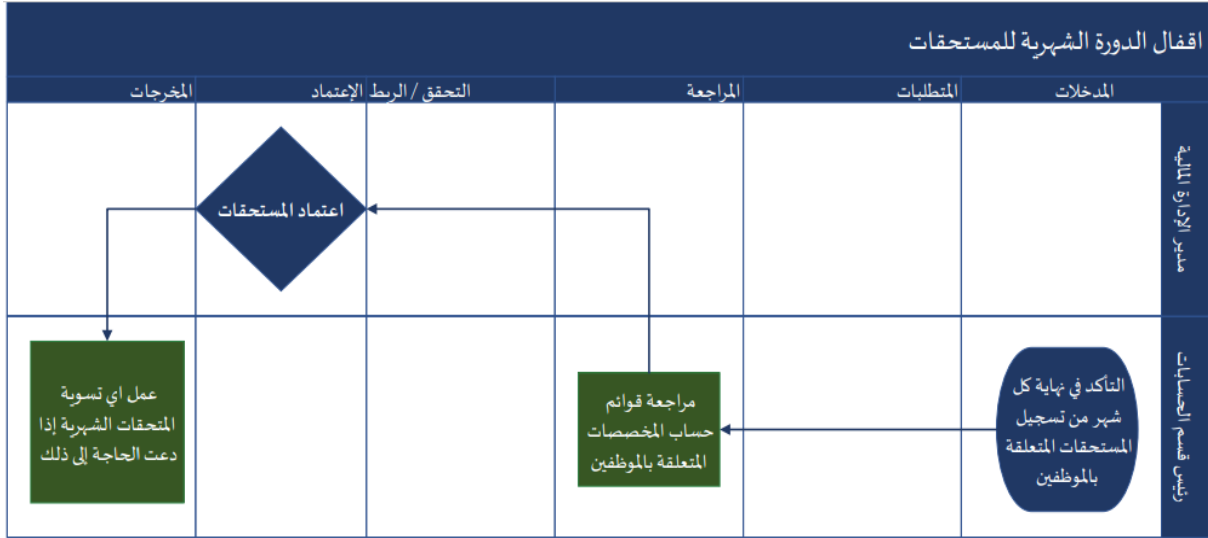 اقفال الدورة الشهرية للمستحقات
المدخلات
المتطلبات
المراجعة
التحقق / الربط
الإعتماد
المخرجات
مدير الإدارة المالية
اعتماد المستحقات
رئيس قسم الحسابات
التأكد في نهاية كل
شهر من تسجيل
المستحقات المتعلقة
بالموظفين
مراجعة قوائم
حساب المخصصات
المتعلقة بالموظفين
عمل اي تسوية
المتحقات الشهرية إذا
دعت الحاجة إلى ذلك